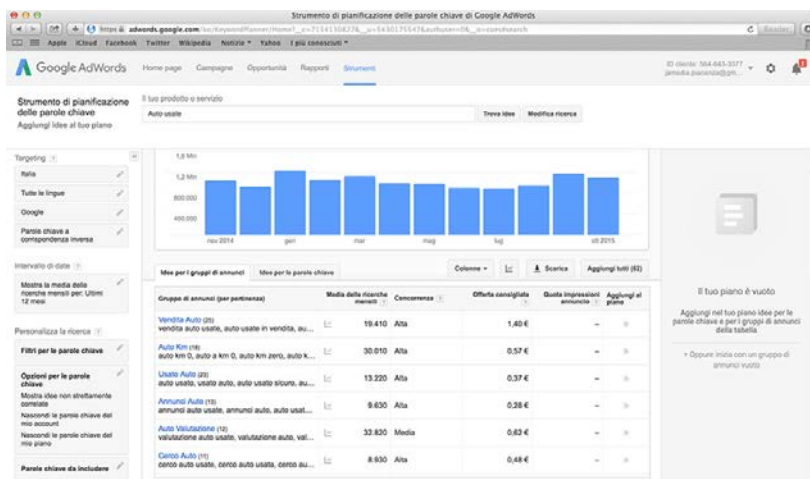 Strumento di pianificazione delle parole chiave di Google AdWords
Reader
Apple iCloud Facebook Twitter Wikipedia Notizie Yahoo I più conosciuti
Google AdWords Home page Campagne Opportunità Rapporti Strumenti
Strumento di pianificazione
delle parole chiave
Aggiungi idee al tuo piano
Il tuo prodotto o servizio
Auto usate
Trova idee Modifica ricerca
Targeting
Italia
Tutte le lingue
Google
Parole chiave a
corrispondenza inversa
Intervallo di date
Mostra la media delle
ricerche mensili per: Ultimi
12 mesi
Personalizza la ricerca
Filtri per le parole chiave
Opzioni per le parole
chiave
Mostra idee non strettamente
correlate
Nascondi le parole chiave del
mio account
Nascondi le parole chiave del
mio piano
Parole chiave da includere
1,6 Mln
1,2 Mln
800.000
400.000
nov 2014 gen mar mag lug ott 2015
Idee per i gruppi di annunci Idee per le parole chiave
Colonne Scarica Aggiungi tutti (62)
Gruppo di annunci (per pertinenza) Media delle ricerche mensili Concorrenza Offerta consigliata Quota impressioni annuncio Aggiungi al piano
Vendita Auto (25)
vendita auto usate, auto usate in vendita, au... 19.410 Alta 1,40 € –
Auto Km (18)
auto km 0, auto a km 0, auto km zero, auto k... 30.010 Alta 0,57 € –
Usato Auto (23)
auto usato, usato auto, auto usato sicuro, au... 13.220 Alta 0,37 € –
Annunci Auto (13)
annunci auto usate, annunci auto, auto usat... 9.630 Alta 0,28 € –
Auto Valutazione (12)
valutazione auto usate, valutazione auto, val... 32.820 Media 0,62 € –
Cerco Auto (11)
cerco auto usate, cerco auto usata, cerco au... 8.930 Alta 0,48 € –
Il tuo piano è vuoto
Aggiungi nel tuo piano idee per le
parole chiave e per i gruppi di annunci
della tabella
+ Oppure inizia con un gruppo di
annunci vuoto